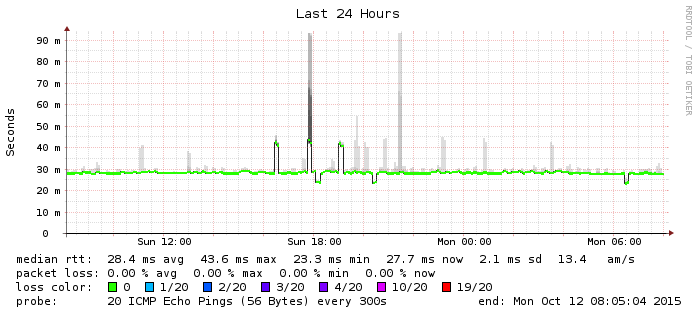 Last 24 Hours
RRDTOOL / TOBI OETIKER
Seconds
90 m
80 m
70 m
60 m
50 m
40 m
30 m
20 m
10 m
0
Sun 12:00 Sun 18:00 Mon 00:00 Mon 06:00
median rtt: 28.4 ms avg 43.6 ms max 23.3 ms min 27.7 ms now 2.1 ms sd 13.4 am/s
packet loss: 0.00 % avg 0.00 % max 0.00 % min 0.00 % now
loss color: 0 1/20 2/20 3/20 4/20 10/20 19/20
probe: 20 ICMP Echo Pings (56 Bytes) every 300s end: Mon Oct 12 08:05:04 2015